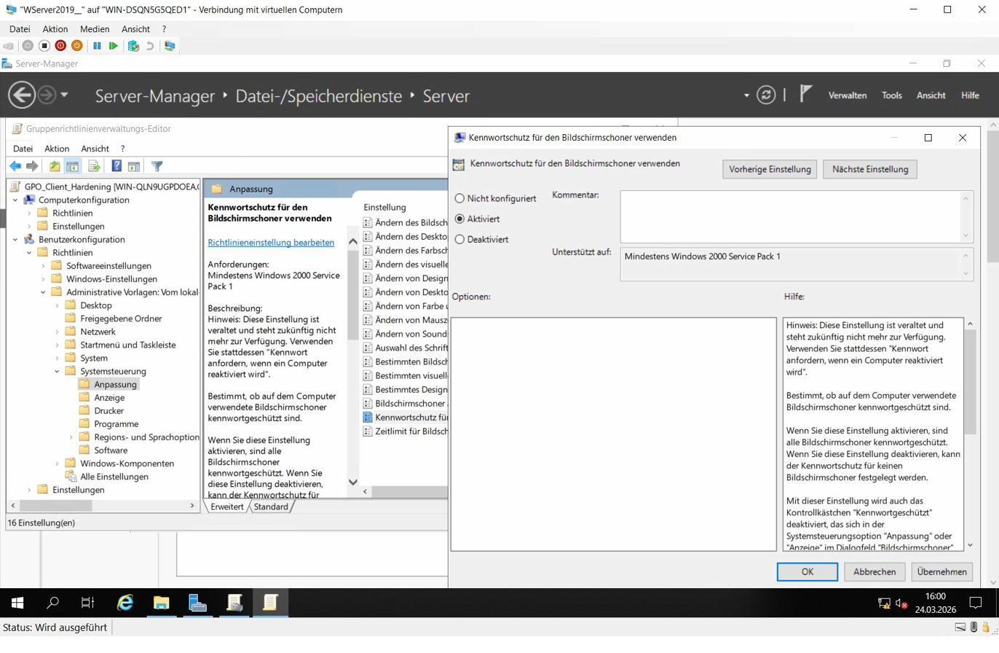 "WServer2019__" auf "WIN-DSQN5G5QED1" - Verbindung mit virtuellen Computern
Datei Aktion Medien Ansicht ?
Server-Manager
Server-Manager Datei-/Speicherdienste Server
Verwalten Tools Ansicht Hilfe
Gruppenrichtlinienverwaltungs-Editor
Datei Aktion Ansicht ?
GPO_Client_Hardening [WIN-QLN9UGPDOEA.
Computerkonfiguration
Richtlinien
Einstellungen
Benutzerkonfiguration
Richtlinien
Softwareeinstellungen
Windows-Einstellungen
Administrative Vorlagen: Vom lokal
Desktop
Freigegebene Ordner
Netzwerk
Startmenü und Taskleiste
System
Systemsteuerung
Anpassung
Anzeige
Drucker
Programme
Regions- und Sprachoption
Software
Windows-Komponenten
Alle Einstellungen
Einstellungen
16 Einstellung(en)
Anpassung
Kennwortschutz für den
Bildschirmschoner verwenden
Richtlinieneinstellung bearbeiten
Anforderungen:
Mindestens Windows 2000 Service
Pack 1
Beschreibung:
Hinweis: Diese Einstellung ist
veraltet und steht zukünftig nicht
mehr zur Verfügung. Verwenden
Sie stattdessen "Kennwort
anfordern, wenn ein Computer
reaktiviert wird".
Bestimmt, ob auf dem Computer
verwendete Bildschirmschoner
kennwortgeschützt sind.
Wenn Sie diese Einstellung
aktivieren, sind alle
Bildschirmschoner
kennwortgeschützt. Wenn Sie
diese Einstellung deaktivieren,
kann der Kennwortschutz für
Erweitert Standard
Einstellung
Ändern des Bildsch
Ändern des Deskto
Ändern des Farbsch
Ändern des visuelle
Ändern von Design
Ändern von Deskto
Ändern von Farbe u
Ändern von Mausz
Ändern von Sound
Auswahl des Schrift
Bestimmten Bildsch
Bestimmten visuell
Bestimmtes Design
Bildschirmschoner a
Kennwortschutz für
Zeitlimit für Bildsch
Kennwortschutz für den Bildschirmschoner verwenden
Kennwortschutz für den Bildschirmschoner verwenden
Vorherige Einstellung Nächste Einstellung
Nicht konfiguriert
Aktiviert
Deaktiviert
Kommentar:
Unterstützt auf:
Mindestens Windows 2000 Service Pack 1
Optionen:
Hilfe:
Hinweis: Diese Einstellung ist veraltet und
steht zukünftig nicht mehr zur Verfügung.
Verwenden Sie stattdessen "Kennwort
anfordern, wenn ein Computer reaktiviert
wird".
Bestimmt, ob auf dem Computer verwendete
Bildschirmschoner kennwortgeschützt sind.
Wenn Sie diese Einstellung aktivieren, sind
alle Bildschirmschoner kennwortgeschützt.
Wenn Sie diese Einstellung deaktivieren, kann
der Kennwortschutz für keinen
Bildschirmschoner festgelegt werden.
Mit dieser Einstellung wird auch das
Kontrollkästchen "Kennwortgeschützt"
deaktiviert, das sich in der
Systemsteuerungsoption "Anpassung" oder
"Anzeige" im Dialogfeld "Bildschirmschoner"
OK Abbrechen Übernehmen
16:00
24.03.2026
Status: Wird ausgeführt